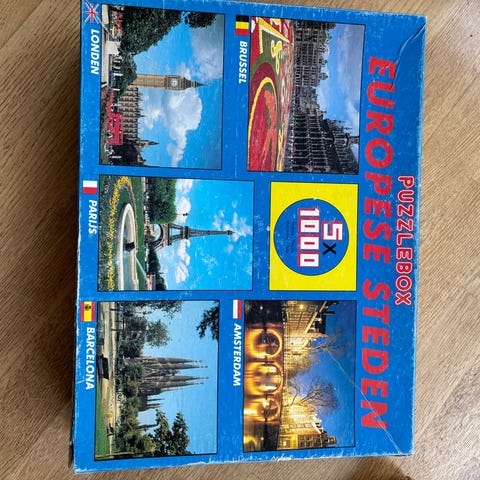 PUZZLEBOX
EUROPESE STEDEN
BRUSSEL
5X
1000
AMSTERDAM
LONDEN
PARIJS
BARCELONA